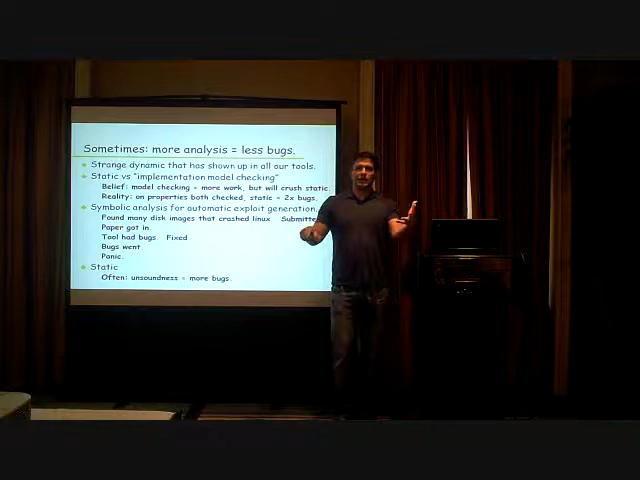 Sometimes: more analysis = less bugs.
Strange dynamic that has shown up in all our tools.
Static vs "implementation model checking"
Belief: model checking = more work, but will crush static.
Reality: on properties both checked, static = 2x bugs.
Symbolic analysis for automatic exploit generation.
Found many disk images that crashed linux Submitte
Paper got in.
Tool had bugs. Fixed
Bugs went.
Panic.
Static
Often: unsoundness = more bugs.